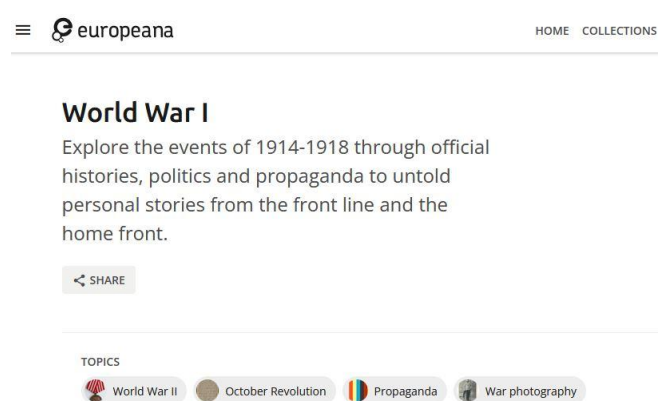 europeana
HOME COLLECTIONS
World War I
Explore the events of 1914-1918 through official
histories, politics and propaganda to untold
personal stories from the front line and the
home front.
SHARE
TOPICS
World War II October Revolution Propaganda War photography